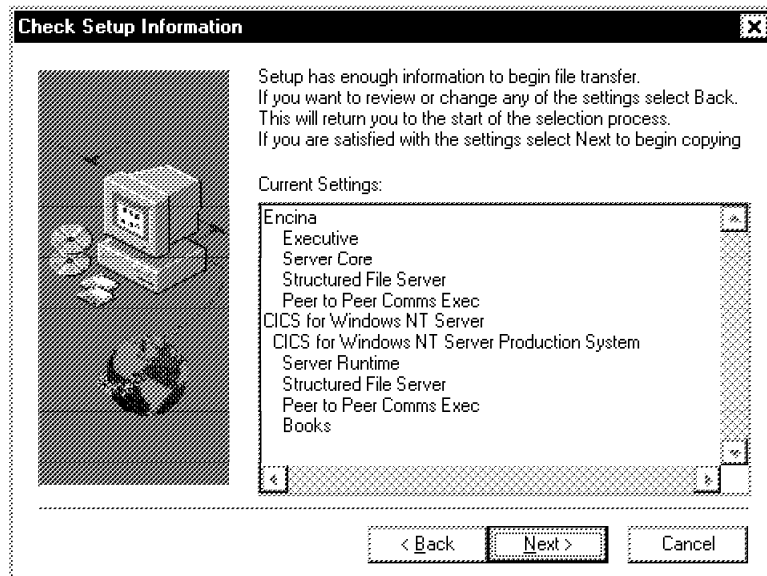 Check Setup Information
Setup has enough information to begin file transfer.
If you want to review or change any of the settings select Back.
This will return you to the start of the selection process.
If you are satisfied with the settings select Next to begin copying
Current Settings:
Encina
Executive
Server Core
Structured File Server
Peer to Peer Comms Exec
CICS for Windows NT Server
CICS for Windows NT Server Production System
Server Runtime
Structured File Server
Peer to Peer Comms Exec
Books
< Back
Next >
Cancel